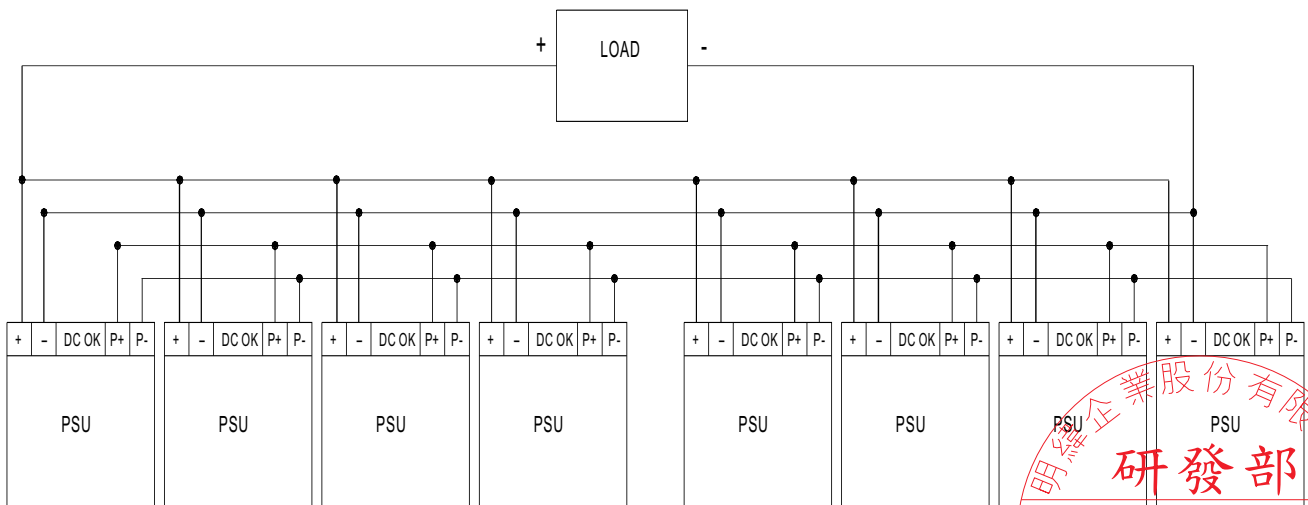 + LOAD -
+ – DC OK P+ P- + – DC OK P+ P- + – DC OK P+ P- + – DC OK P+ P- + – DC OK P+ P- + – DC OK P+ P- + – DC OK P+ P- + – DC OK P+ P-
PSU PSU PSU PSU PSU PSU PSU PSU
明緯企業股份有限
研發部